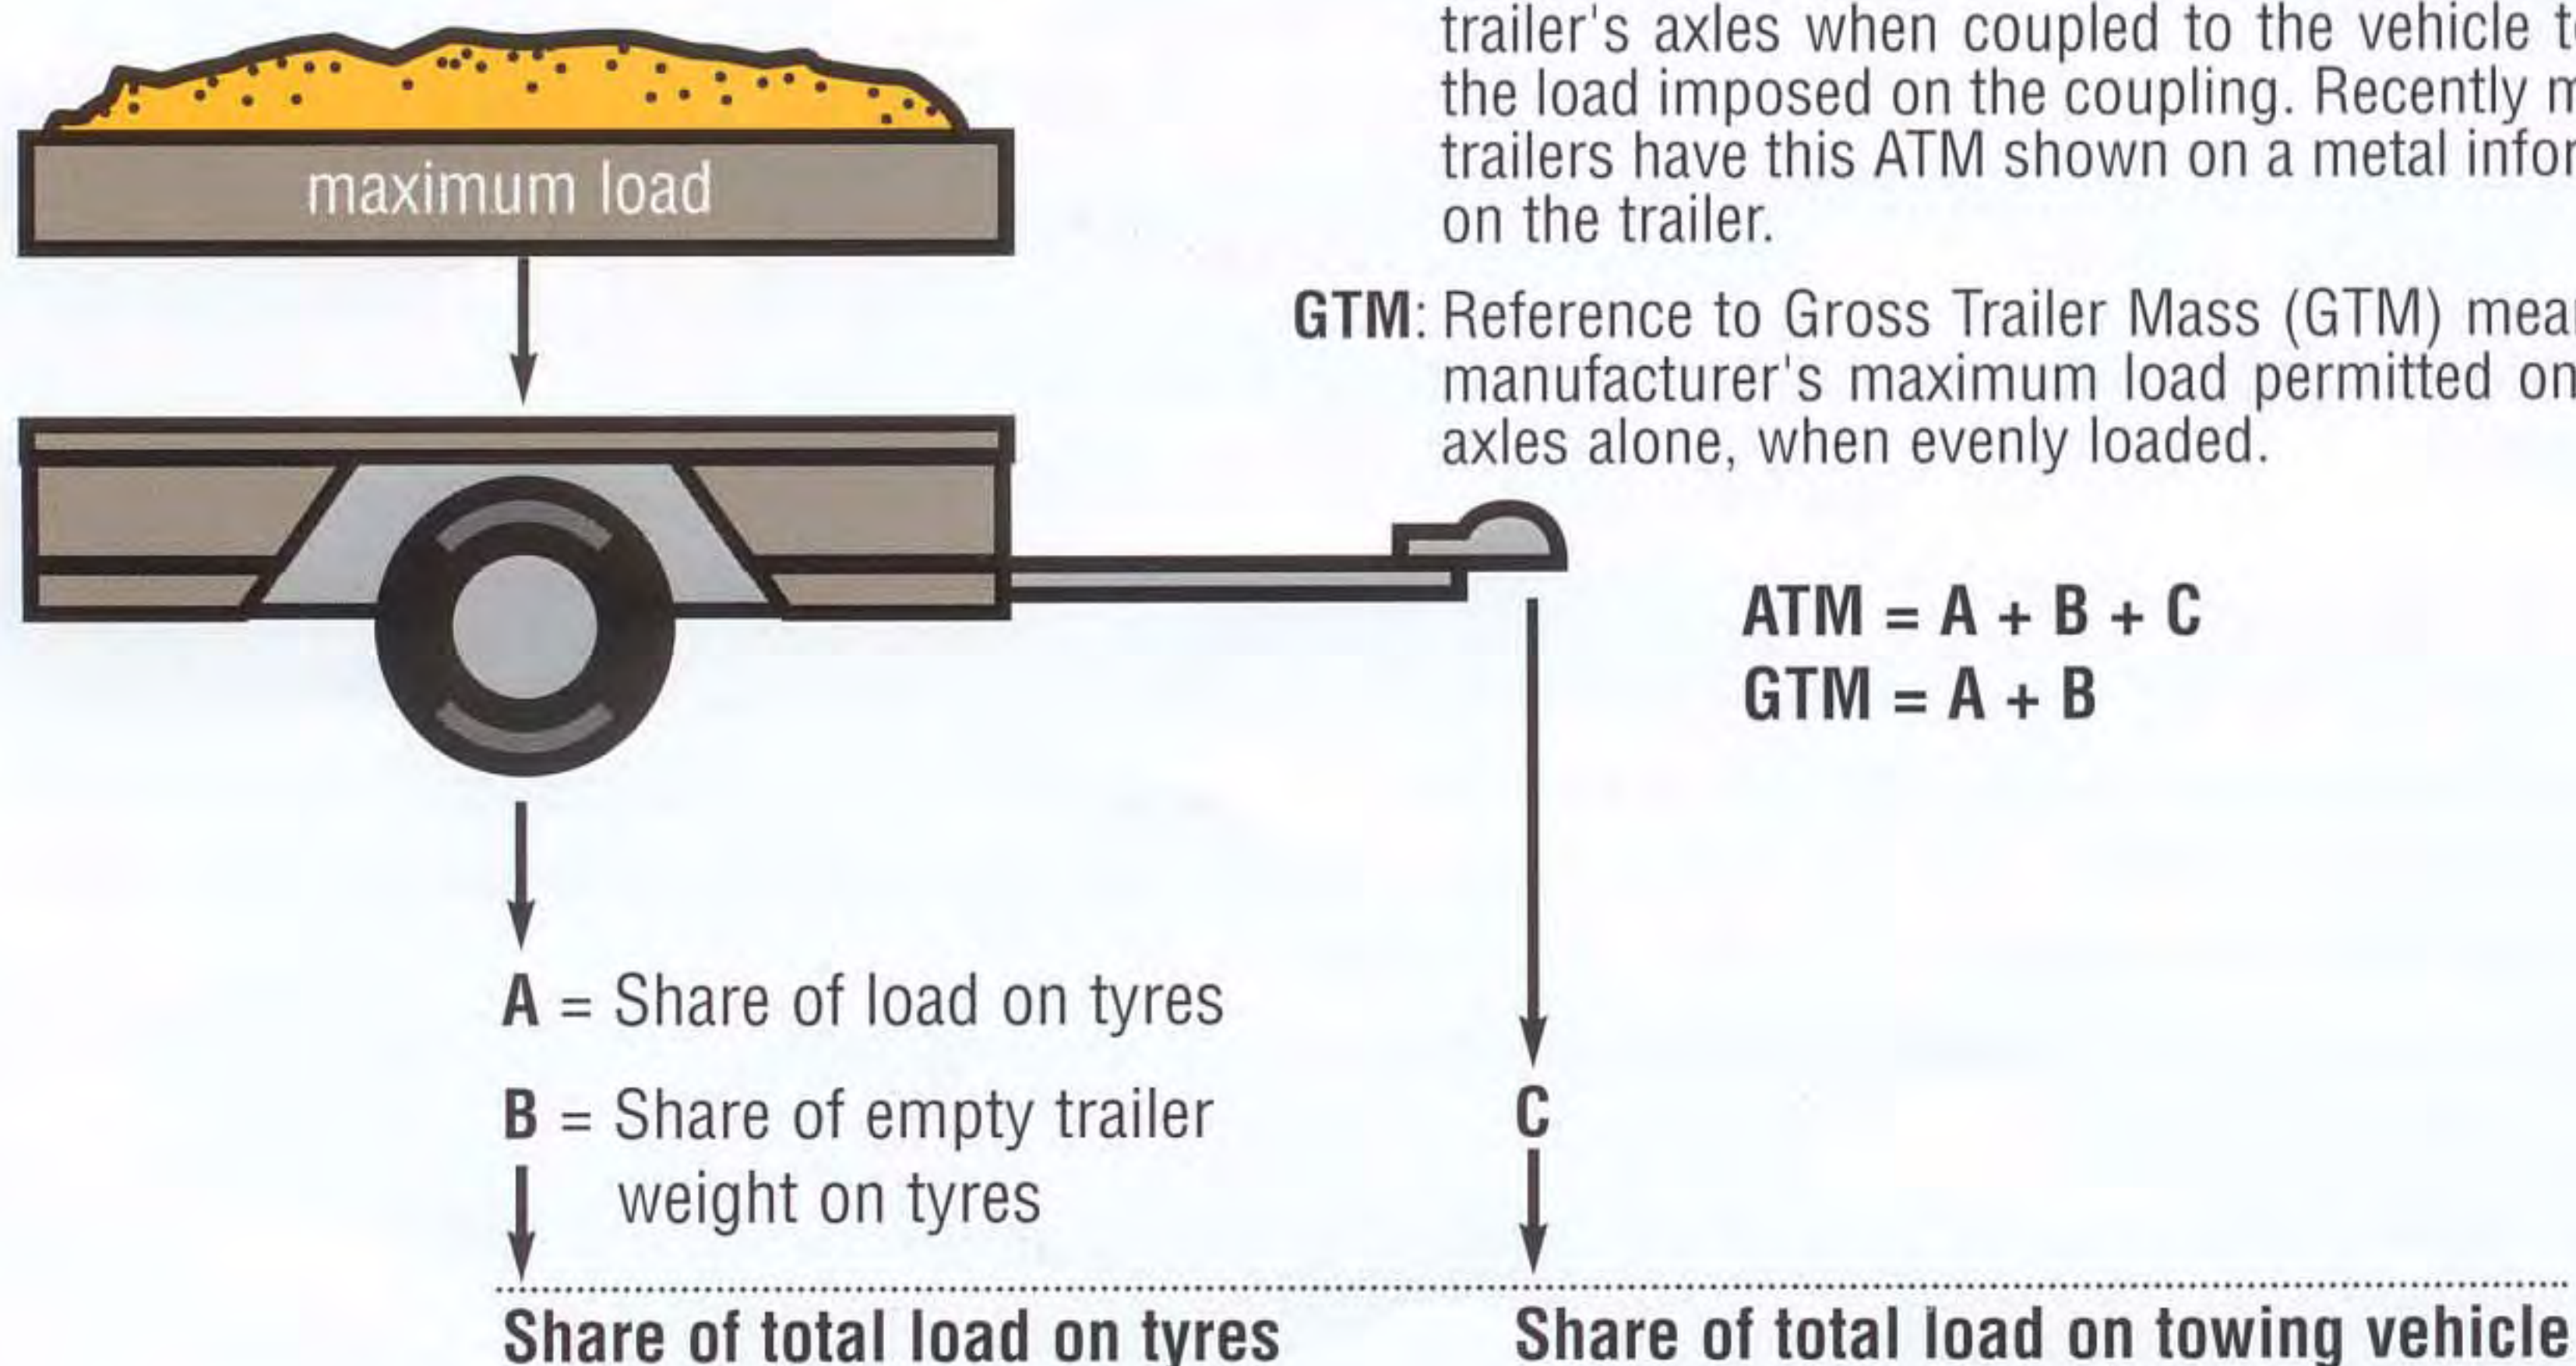 trailer's axles when coupled to the vehicle
the load imposed on the coupling. Recently
trailers have this ATM shown on a metal
on the trailer.
GTM: Reference to Gross Trailer Mass (GTM)
manufacturer's maximum load permitted on
axles alone, when evenly loaded.
maximum load
ATM = A + B + C
GTM = A + B
A = Share of load on tyres
B = Share of empty trailer
weight on tyres
C
Share of total load on tyres
Share of total load on towing vehicle